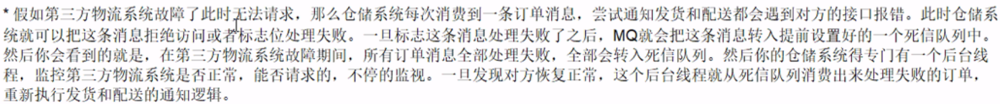 * 假如第三方物流系统故障了此时无法请求，那么仓储系统每次消费到一条订单消息，尝试通知发货和配送都会遇到对方的接口报错。此时仓储系
统就可以把这条消息拒绝访问或者标志位处理失败。一旦标志这条消息处理失败了之后，MQ就会把这条消息转入提前设置好的一个死信队列中。
然后你会看到的就是，在第三方物流系统故障期间，所有订单消息全部处理失败，全部会转入死信队列。然后你的仓储系统得专门有一个后台线
程，监控第三方物流系统是否正常，能否请求的，不停的监视。一旦发现对方恢复正常，这个后台线程就从死信队列消费出来处理失败的订单，
重新执行发货和配送的通知逻辑。